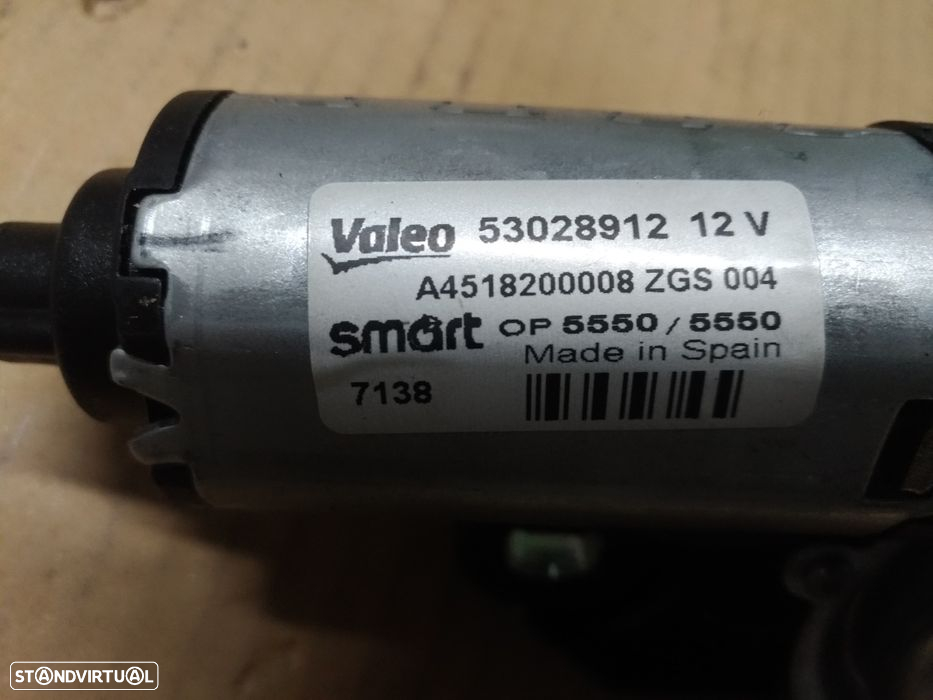 Valeo 53028912 12 V
A4518200008 ZGS 004
smart OP 5550 / 5550
Made in Spain
7138
STANDVIRTUAL